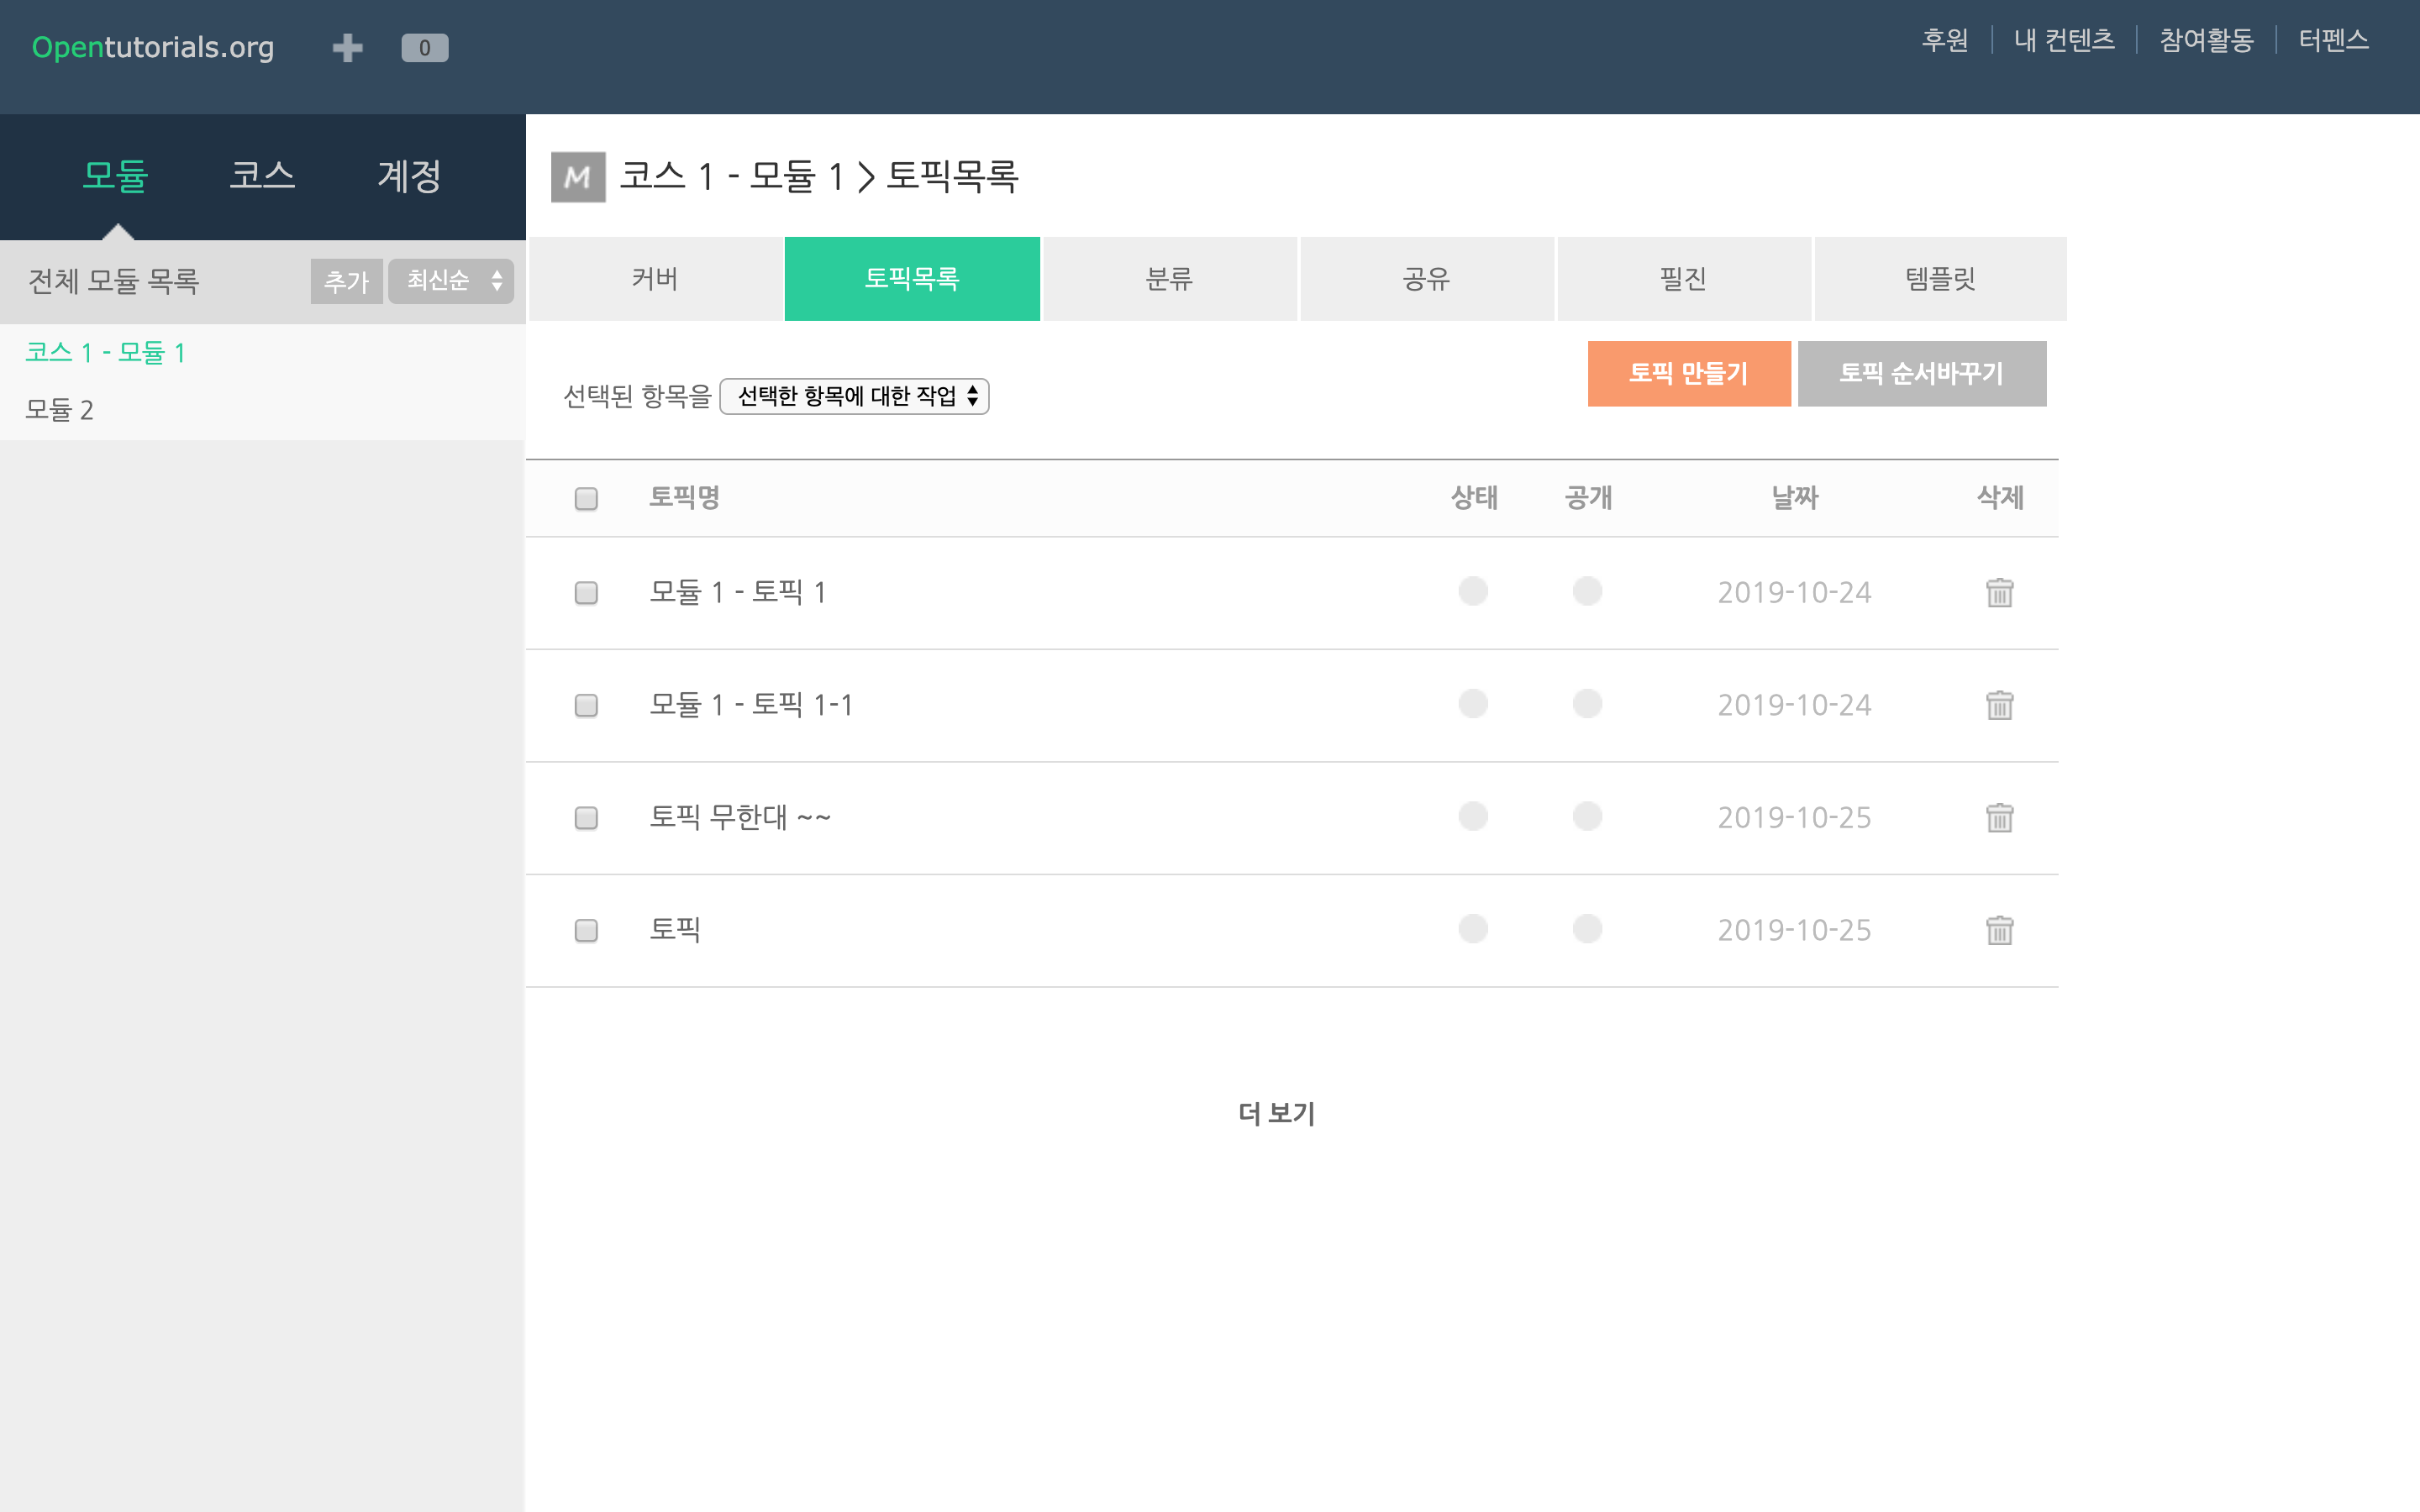 Opentutorials.org 0 후원 내 컨텐츠 참여활동 터펜스
모듈 코스 계정
전체 모듈 목록 추가 최신순
코스 1 - 모듈 1
모듈 2
M 코스 1 - 모듈 1 > 토픽목록
커버 토픽목록 분류 공유 필진 템플릿
토픽 만들기 토픽 순서바꾸기
선택된 항목을 선택한 항목에 대한 작업
토픽명 상태 공개 날짜 삭제
모듈 1 - 토픽 1 2019-10-24
모듈 1 - 토픽 1-1 2019-10-24
토픽 무한대 ~~ 2019-10-25
토픽 2019-10-25
더 보기